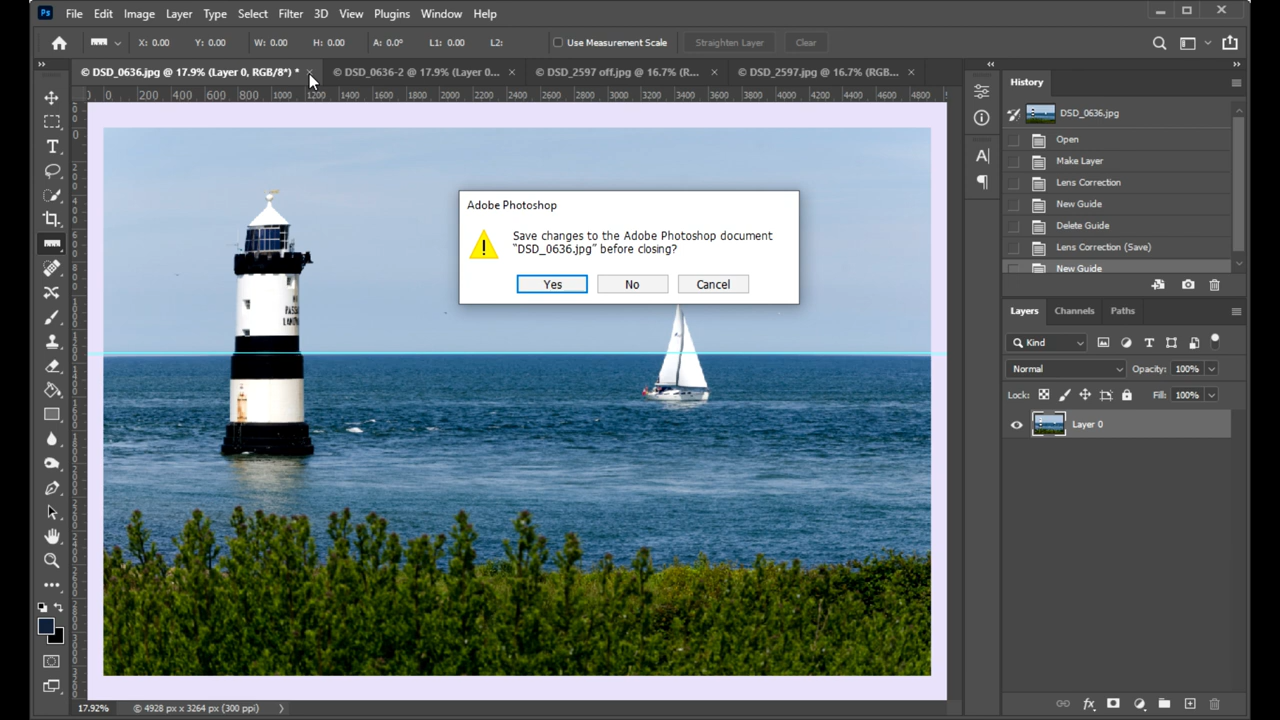 Ps File Edit Image Layer Type Select Filter 3D View Plugins Window Help
X: 0.00 Y: 0.00 W: 0.00 H: 0.00 A: 0.0° L1: 0.00 L2: Use Measurement Scale Straighten Layer Clear
© DSD_0636.jpg @ 17.9% (Layer 0, RGB/8*) * × © DSD_0636-2 @ 17.9% (Layer 0... × © DSD_2597 off.jpg @ 16.7% (R... × © DSD_2597.jpg @ 16.7% (RGB... ×
0 200 400 600 800 1000 1200 1400 1600 1800 2000 2200 2400 2600 2800 3000 3200 3400 3600 3800 4000 4200 4400 4600 4800
History
DSD_0636.jpg
Open
Make Layer
Lens Correction
New Guide
Delete Guide
Lens Correction (Save)
New Guide
Adobe Photoshop
Save changes to the Adobe Photoshop document
“DSD_0636.jpg” before closing?
Yes No Cancel
Layers Channels Paths
Kind
Normal Opacity: 100%
Lock: Fill: 100%
Layer 0
17.92% © 4928 px x 3264 px (300 ppi)